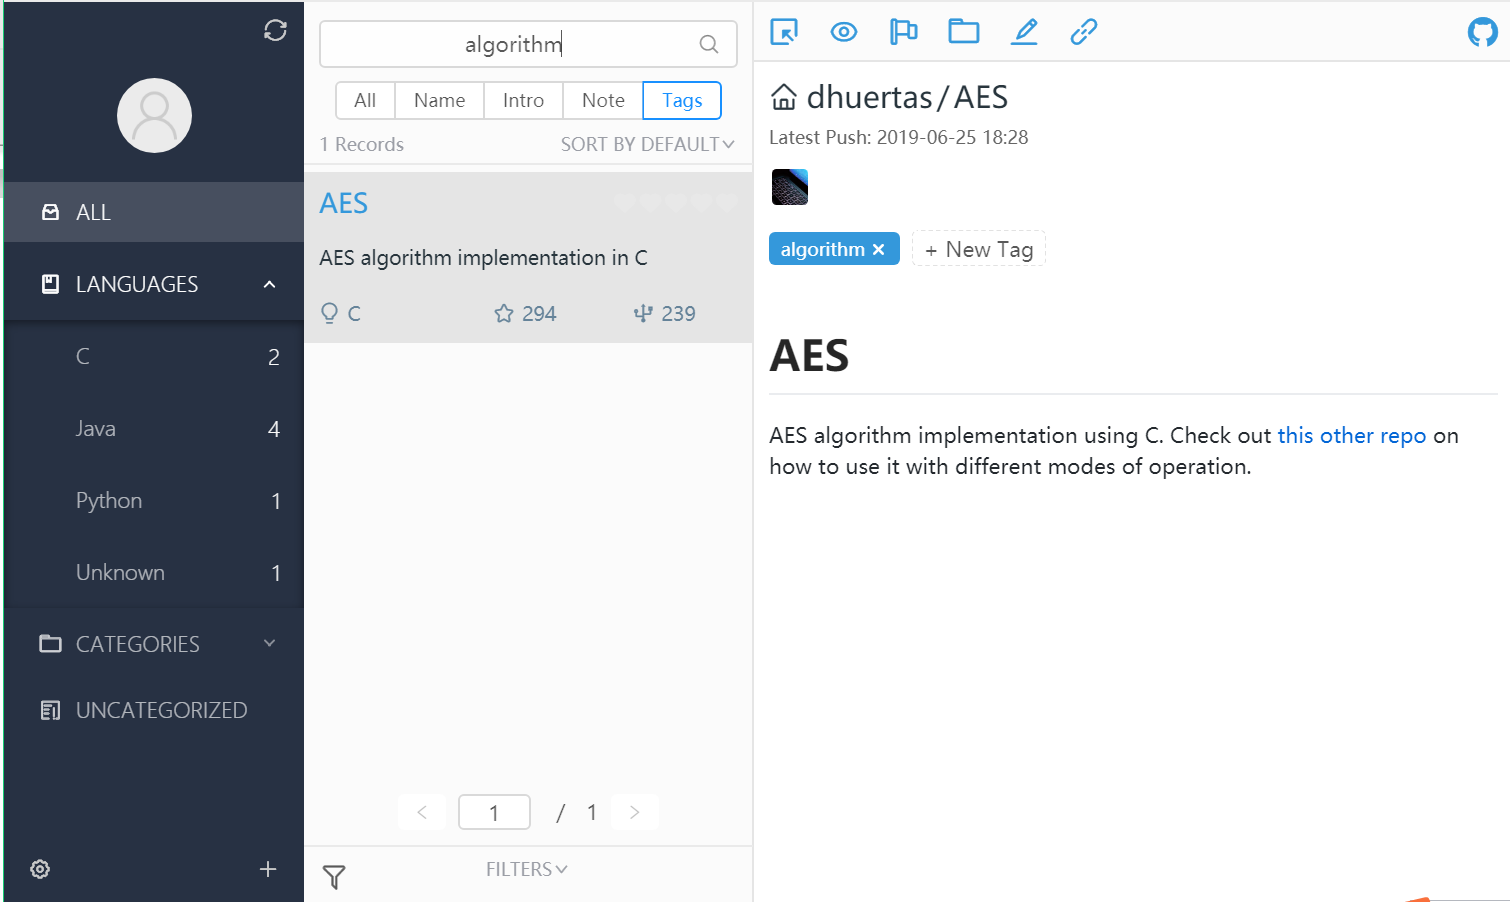 ALL
LANGUAGES
C 2
Java 4
Python 1
Unknown 1
CATEGORIES
UNCATEGORIZED
algorithm
All Name Intro Note Tags
1 Records SORT BY DEFAULT
AES
AES algorithm implementation in C
C 294 239
1 / 1
FILTERS
dhuertas/AES
Latest Push: 2019-06-25 18:28
algorithm × + New Tag
AES
AES algorithm implementation using C. Check out this other repo on
how to use it with different modes of operation.